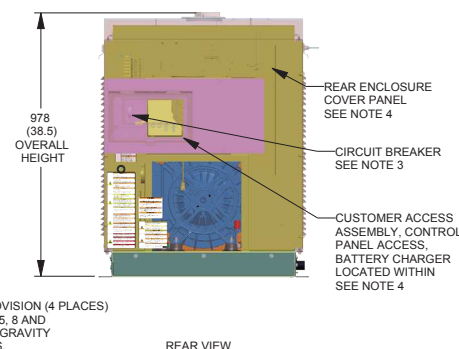 978
(38.5)
OVERALL
HEIGHT
REAR ENCLOSURE
COVER PANEL
SEE NOTE 4
CIRCUIT BREAKER
SEE NOTE 3
CUSTOMER ACCESS
ASSEMBLY, CONTROL
PANEL ACCESS,
BATTERY CHARGER
LOCATED WITHIN
SEE NOTE 4
OVISION (4 PLACES)
5, 8 AND
GRAVITY
REAR VIEW